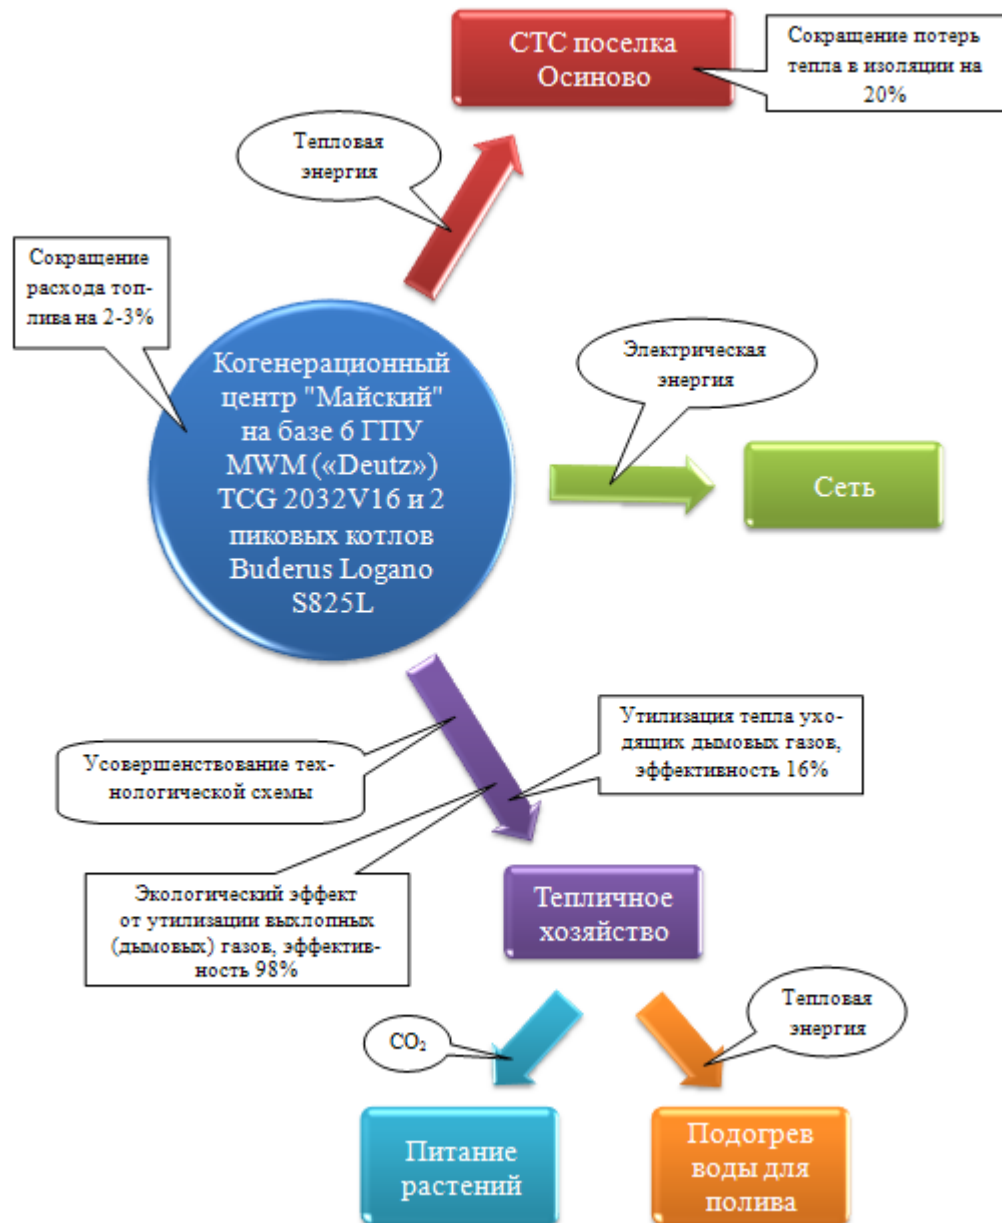 СТС поселка
Осиново
Сокращение потерь
тепла в изоляции на
20%
Тепловая
энергия
Сокращение
расхода топ-
лива на 2-3%
Когенерационный
центр "Майский"
на базе 6 ГПУ
MWM («Deutz»)
TCG 2032V16 и 2
пиковых котлов
Buderus Logano
S825L
Электрическая
энергия
Сеть
Усовершенствование тех-
нологической схемы
Утилизация тепла ухо-
дящих дымовых газов,
эффективность 16%
Экологический эффект
от утилизации выхлопных
(дымовых) газов, эффектив-
ность 98%
Тепличное
хозяйство
CO₂
Тепловая
энергия
Питание
растений
Подогрев
воды для
полива